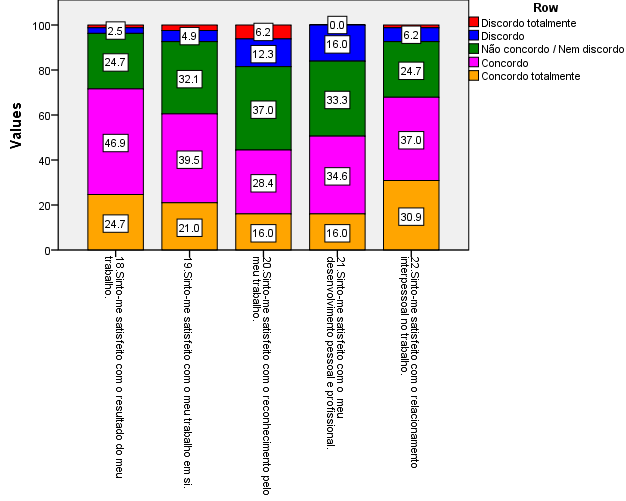 Row
Discordo totalmente
Discordo
Não concordo / Nem discordo
Concordo
Concordo totalmente
Values
100
80
60
40
20
0
2.5
24.7
46.9
24.7
4.9
32.1
39.5
21.0
6.2
12.3
37.0
28.4
16.0
0.0
16.0
33.3
34.6
16.0
6.2
24.7
37.0
30.9
18.Sinto-me satisfeito com o resultado do meu
trabalho.
19.Sinto-me satisfeito com o meu trabalho em si.
20.Sinto-me satisfeito com o reconhecimento pelo
meu trabalho.
21.Sinto-me satisfeito com o meu
desenvolvimento pessoal e profissional.
22.Sinto-me satisfeito com o relacionamento
interpessoal no trabalho.